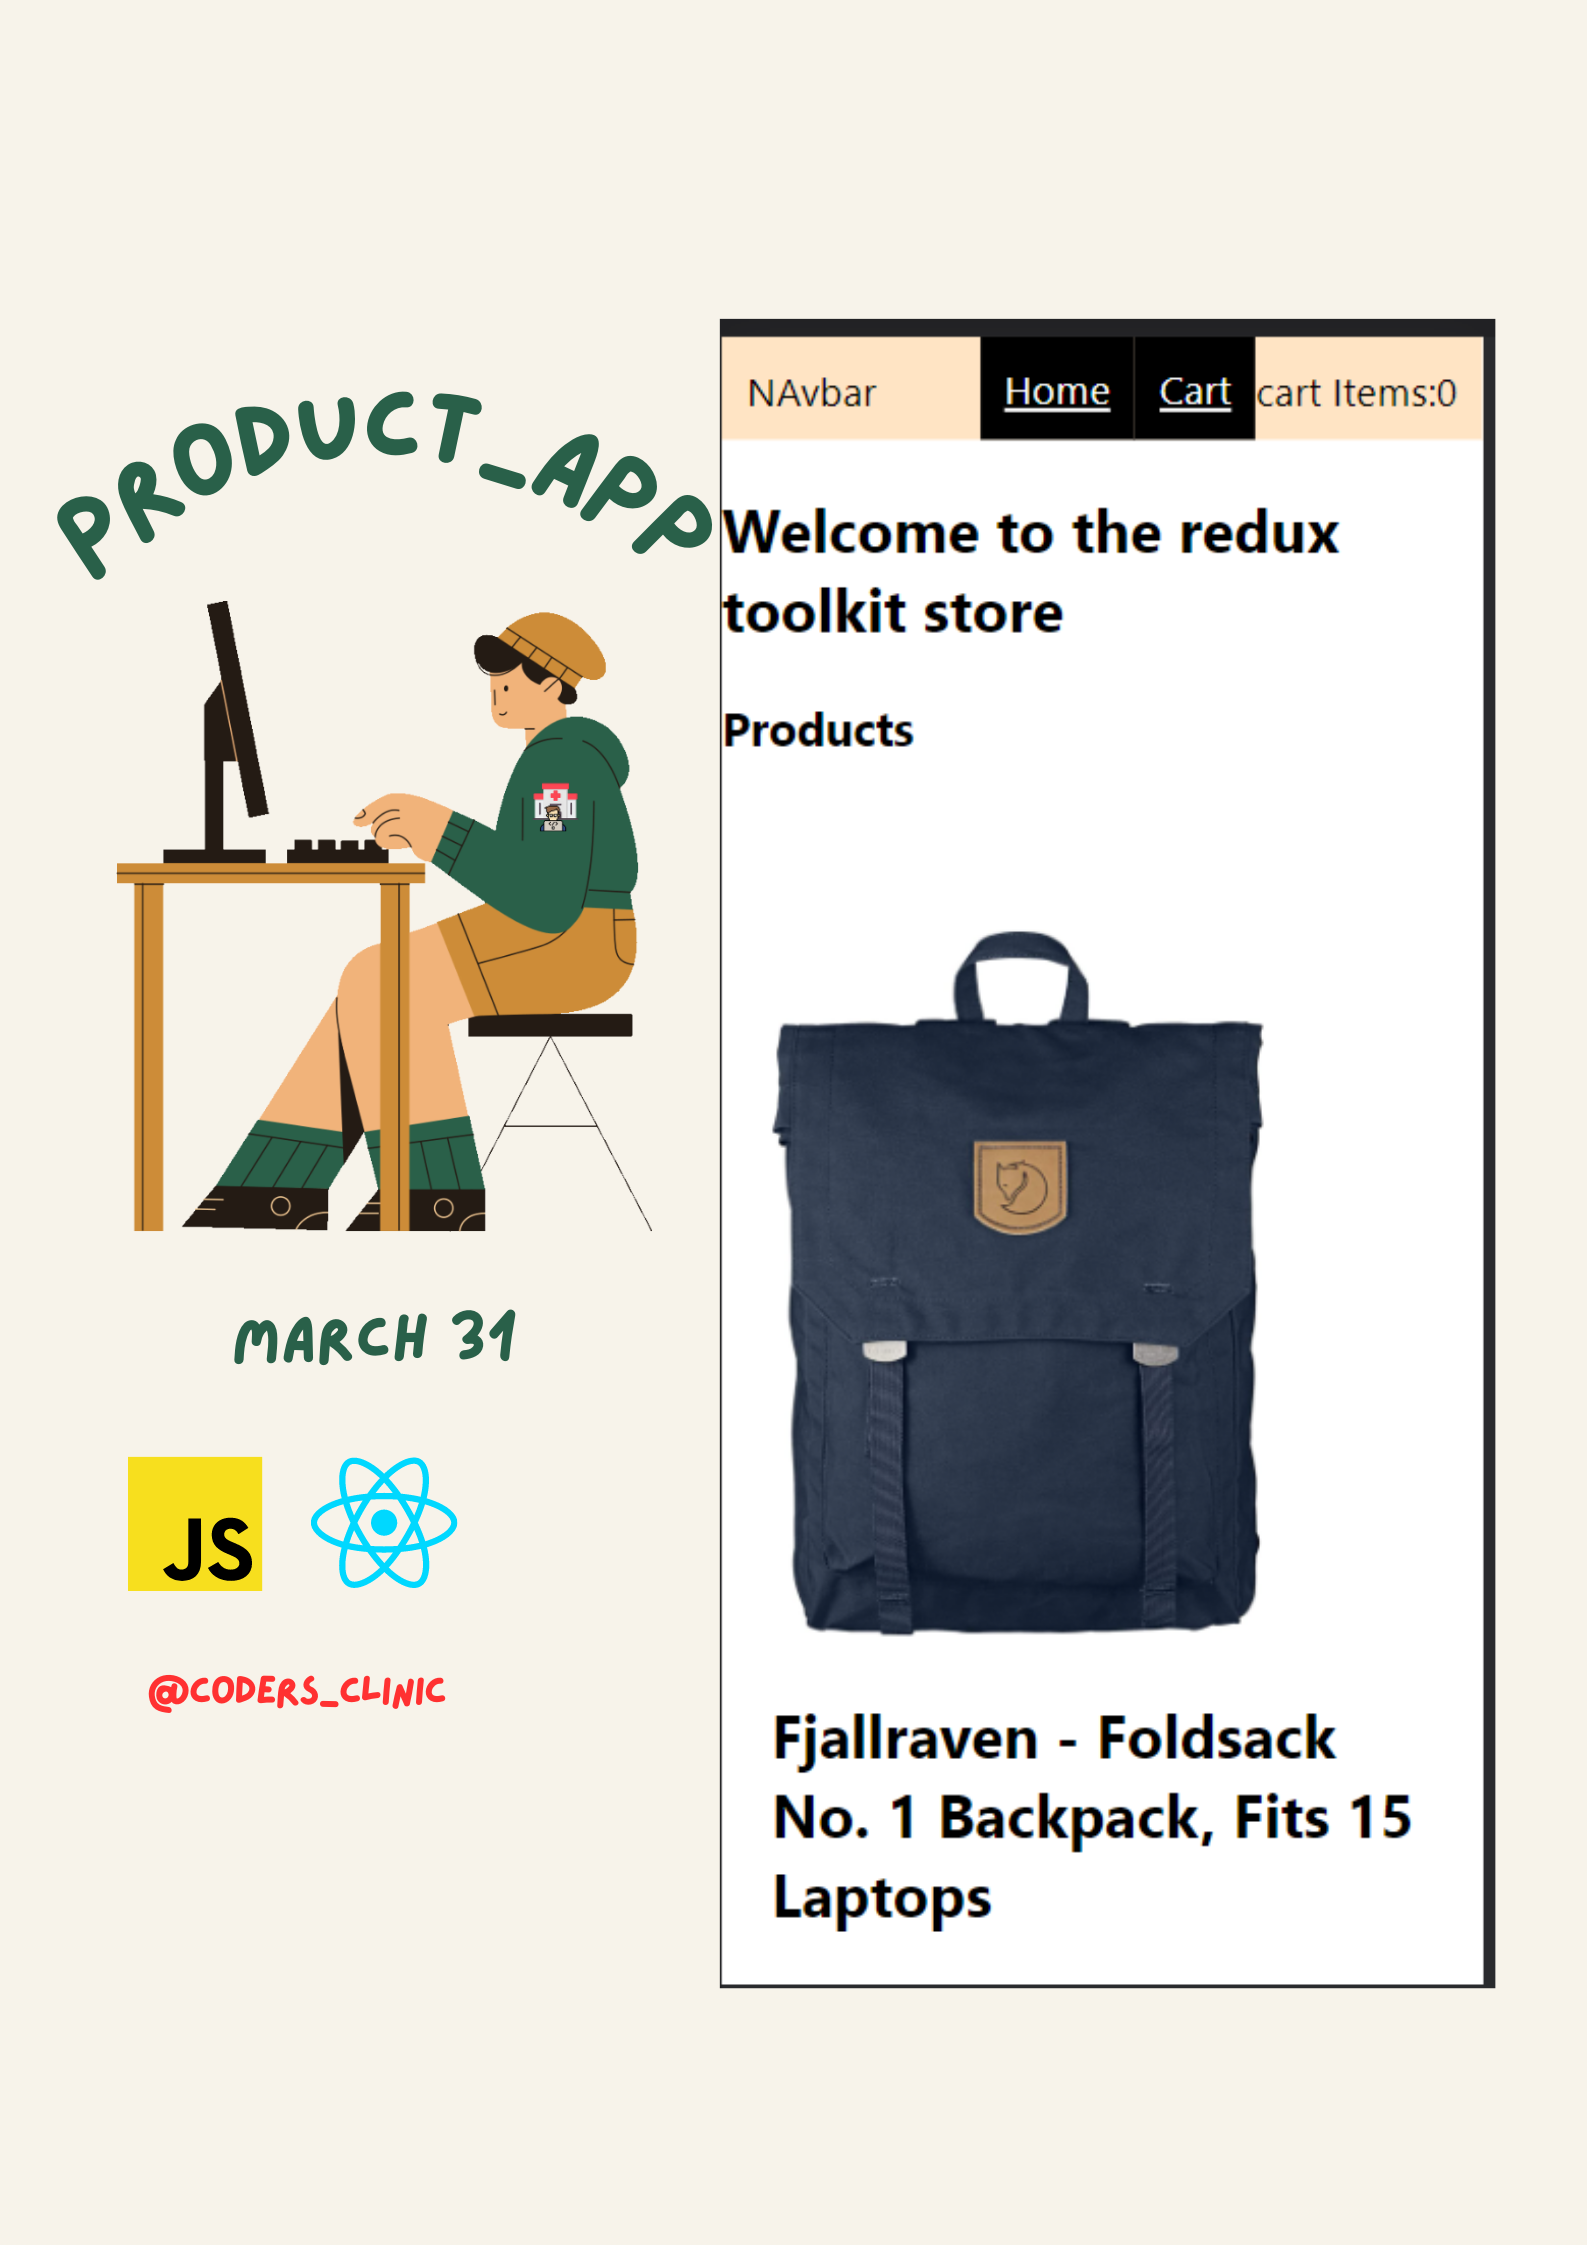 PRODUCT_APP
MARCH 31
JS
@CODERS_CLINIC
NAvbar Home Cart cart Items:0
Welcome to the redux
toolkit store
Products
Fjallraven - Foldsack
No. 1 Backpack, Fits 15
Laptops